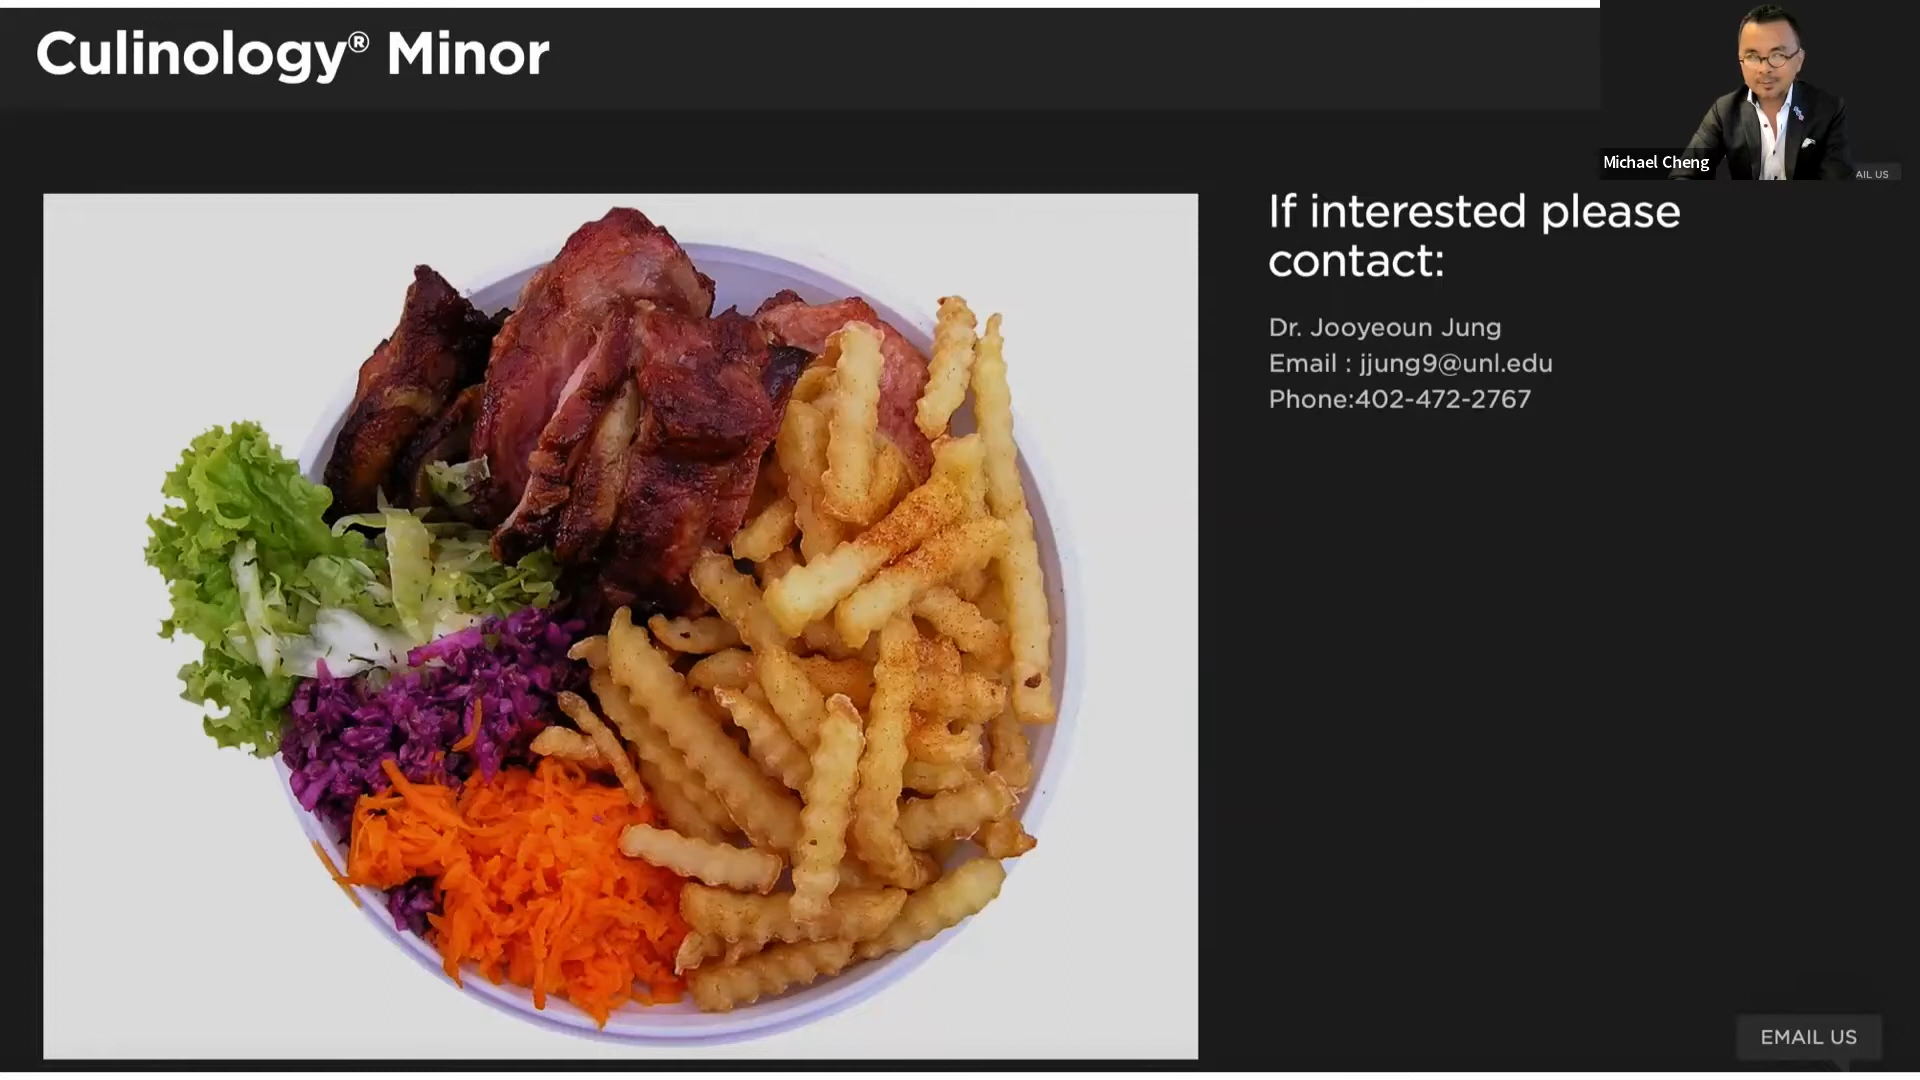 Culinology® Minor
Michael Cheng
AIL US
If interested please
contact:
Dr. Jooyeoun Jung
Email : jjung9@unl.edu
Phone:402-472-2767
EMAIL US